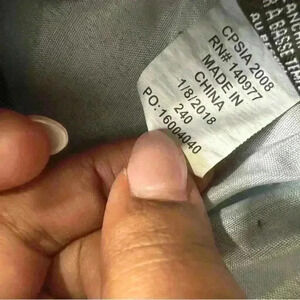 CPSIA 2008
RN# 140977
MADE IN
CHINA
1/8/2018
240
PO: 16004040